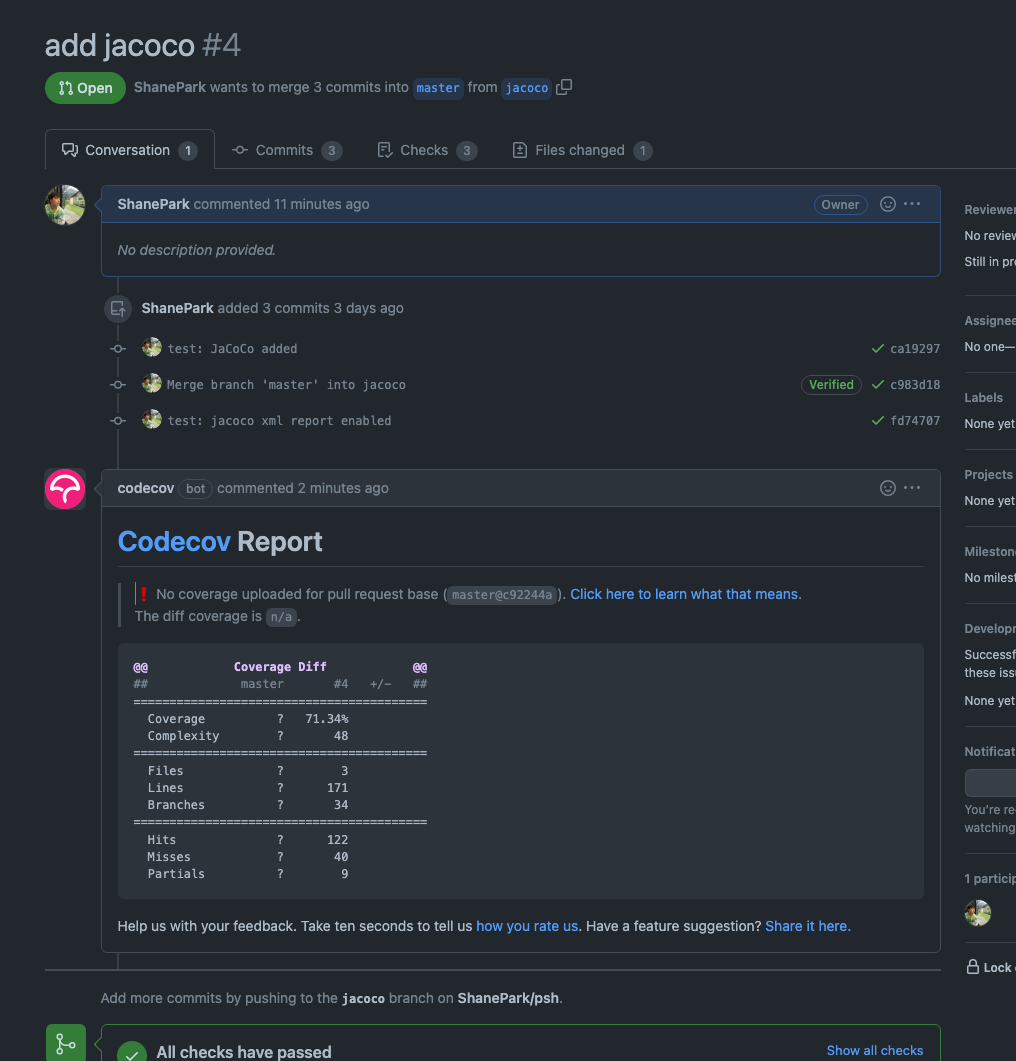 add jacoco #4
Open ShanePark wants to merge 3 commits into master from jacoco
Conversation 1 Commits 3 Checks 3 Files changed 1
ShanePark commented 11 minutes ago Owner ...
No description provided.
ShanePark added 3 commits 3 days ago
test: JaCoCo added ca19297
Merge branch 'master' into jacoco Verified c983d18
test: jacoco xml report enabled fd74707
codecov bot commented 2 minutes ago ...
Codecov Report
❗ No coverage uploaded for pull request base (master@c92244a). Click here to learn what that means.
The diff coverage is n/a.
@@ Coverage Diff @@
## master #4 +/- ##
=========================================
Coverage ? 71.34%
Complexity ? 48
=========================================
Files ? 3
Lines ? 171
Branches ? 34
=========================================
Hits ? 122
Misses ? 40
Partials ? 9
Help us with your feedback. Take ten seconds to tell us how you rate us. Have a feature suggestion? Share it here.
Add more commits by pushing to the jacoco branch on ShanePark/psh.
All checks have passed Show all checks
Reviewer
No review
Still in pr
Assignee
No one—
Labels
None yet
Projects
None yet
Mileston
No milest
Developm
Successf
these issu
None yet
Notificat
You're re
watching
1 particip
Lock